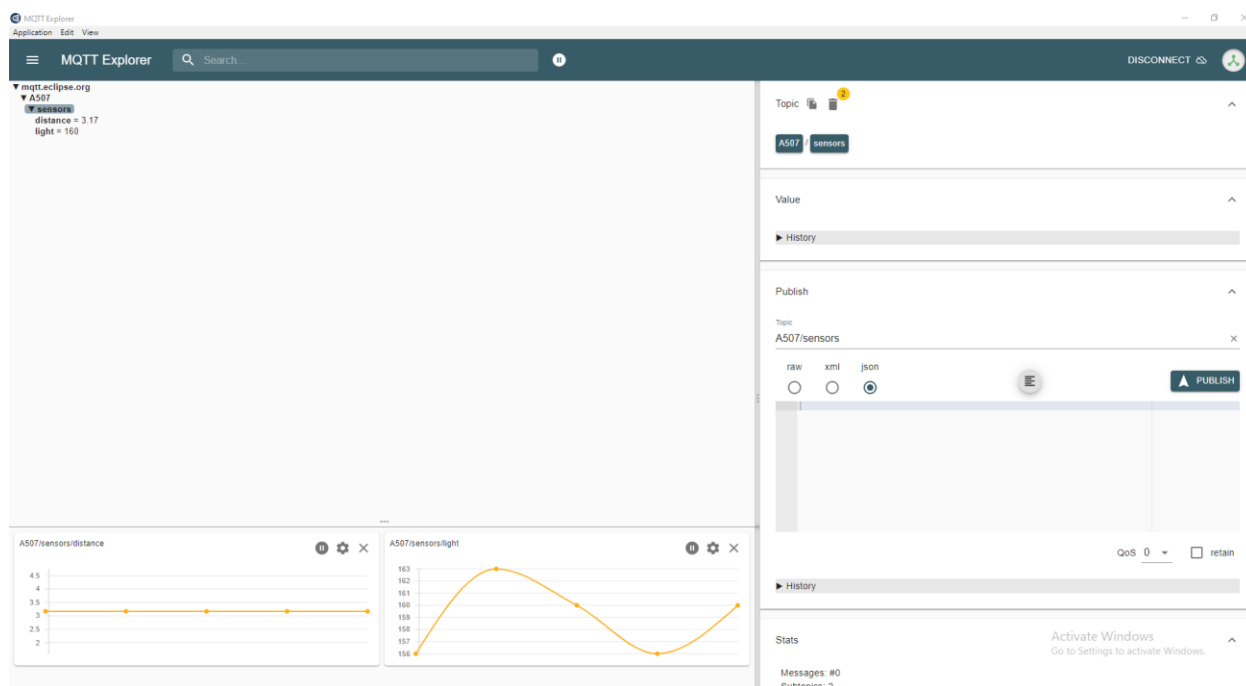 MQTT Explorer
Application Edit View
MQTT Explorer
Search...
DISCONNECT
▼ mqtt.eclipse.org
▼ A507
▼ sensors
distance = 3.17
light = 160
Topic
2
A507 / sensors
Value
▶ History
Publish
Topic
A507/sensors
raw xml json
PUBLISH
QoS 0
retain
▶ History
Stats
Activate Windows
Go to Settings to activate Windows.
Messages: #0
Subtopics: 2
A507/sensors/distance
4.5
4
3.5
3
2.5
2
A507/sensors/light
163
162
161
160
159
158
157
156